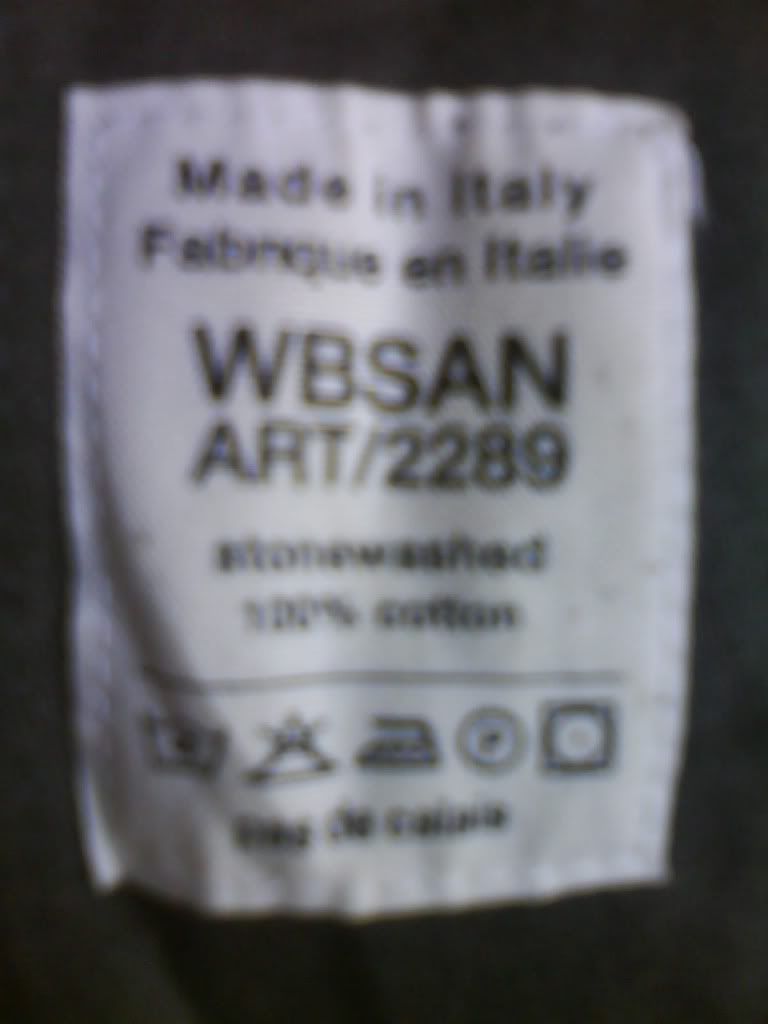 Made in Italy
Fabrique en Italie
WBSAN
ART/2289
stonewashed
100% cotton
P